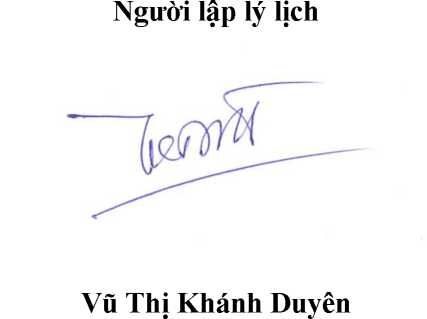 Người lập lý lịch
Vũ Thị Khánh Duyên